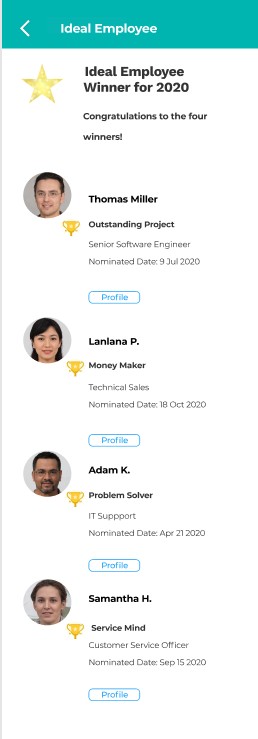 Ideal Employee
Ideal Employee
Winner for 2020
Congratulations to the four
winners!
Thomas Miller
Outstanding Project
Senior Software Engineer
Nominated Date: 9 Jul 2020
Profile
Lanlana P.
Money Maker
Technical Sales
Nominated Date: 18 Oct 2020
Profile
Adam K.
Problem Solver
IT Suppport
Nominated Date: Apr 21 2020
Profile
Samantha H.
Service Mind
Customer Service Officer
Nominated Date: Sep 15 2020
Profile